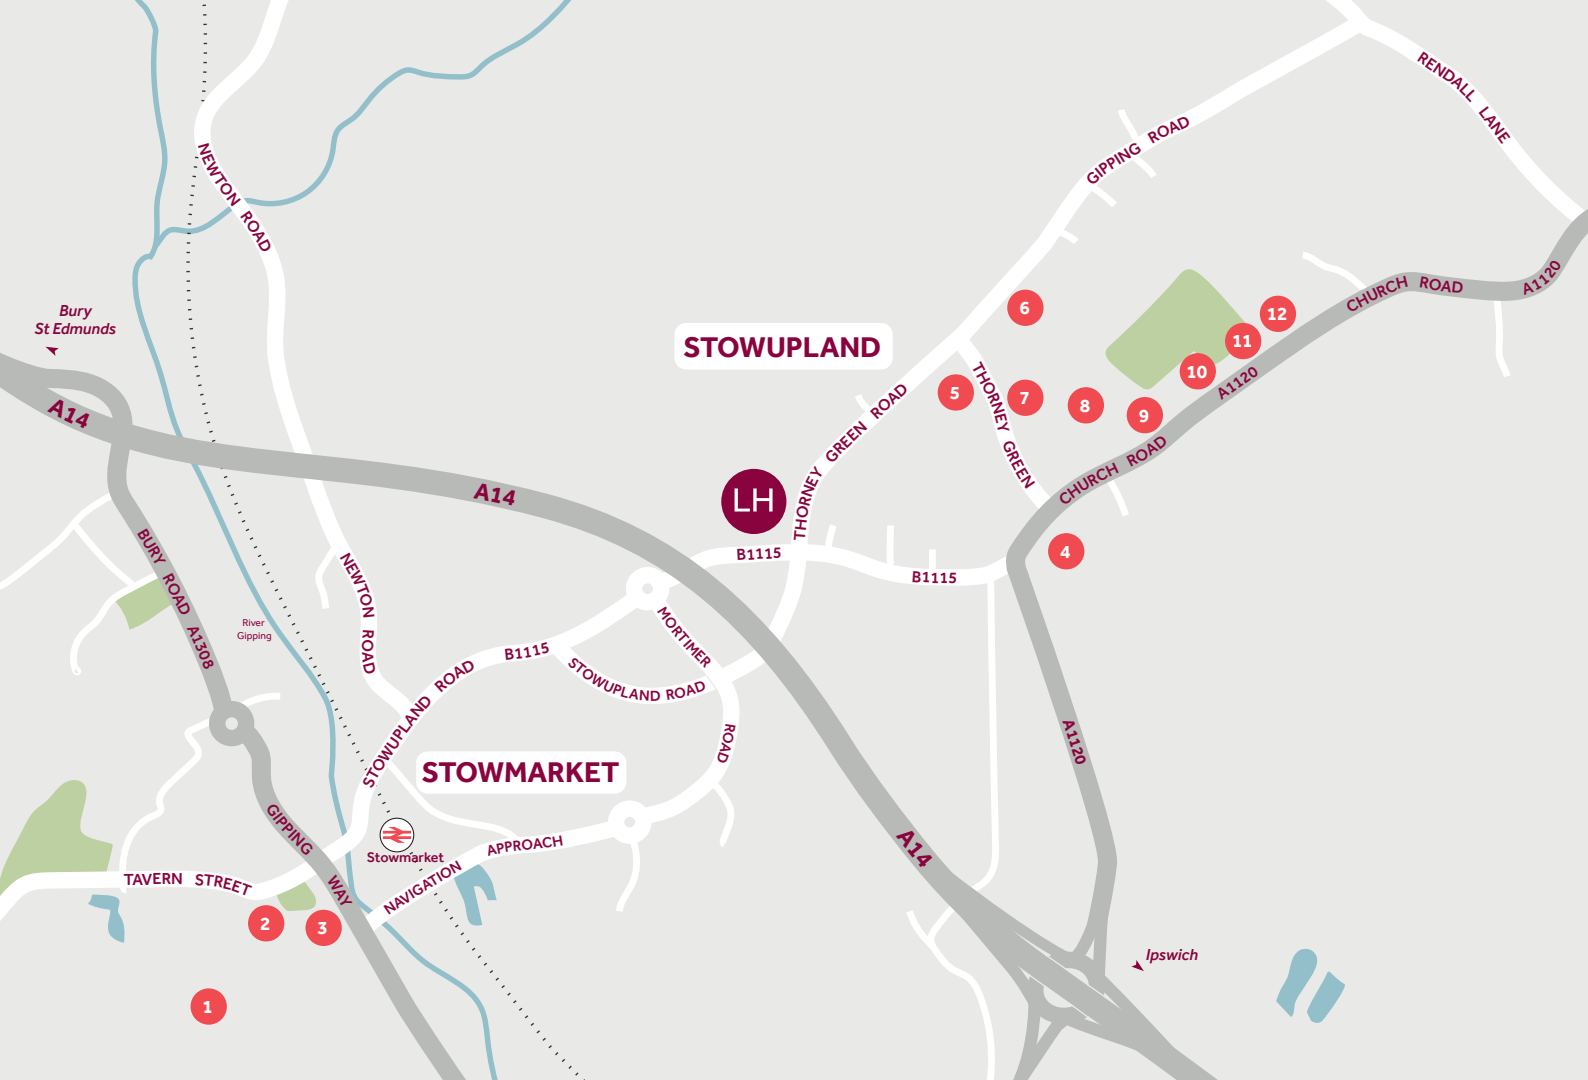 RENDALL LANE
GIPPING ROAD
NEWTON ROAD
A1120
CHURCH ROAD
Bury
St Edmunds
6
12
11
STOWUPLAND
10
A1120
5
7
8
9
THORNEY GREEN ROAD
THORNEY GREEN
A14
CHURCH ROAD
A14
LH
B1115
4
B1115
BURY ROAD A1308
NEWTON ROAD
River
Gipping
MORTIMER
ROAD
B1115
STOWUPLAND ROAD
STOWUPLAND ROAD
A1120
STOWMARKET
GIPPING WAY
Stowmarket
NAVIGATION APPROACH
A14
TAVERN STREET
2
3
Ipswich
1